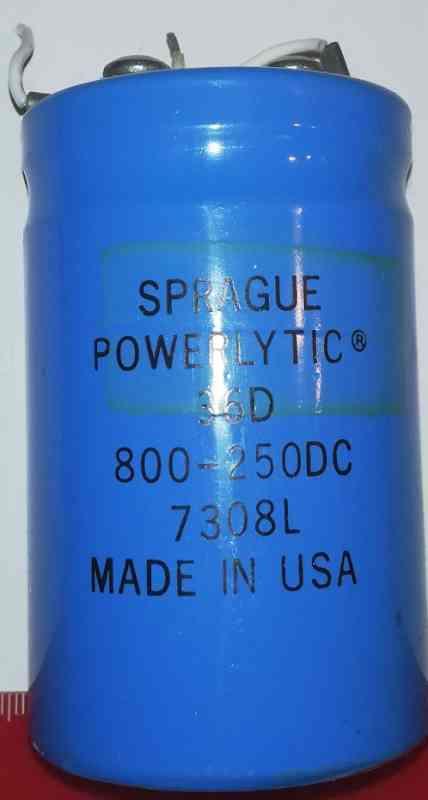 SPRAGUE
POWERLYTIC®
36D
800-250DC
7308L
MADE IN USA